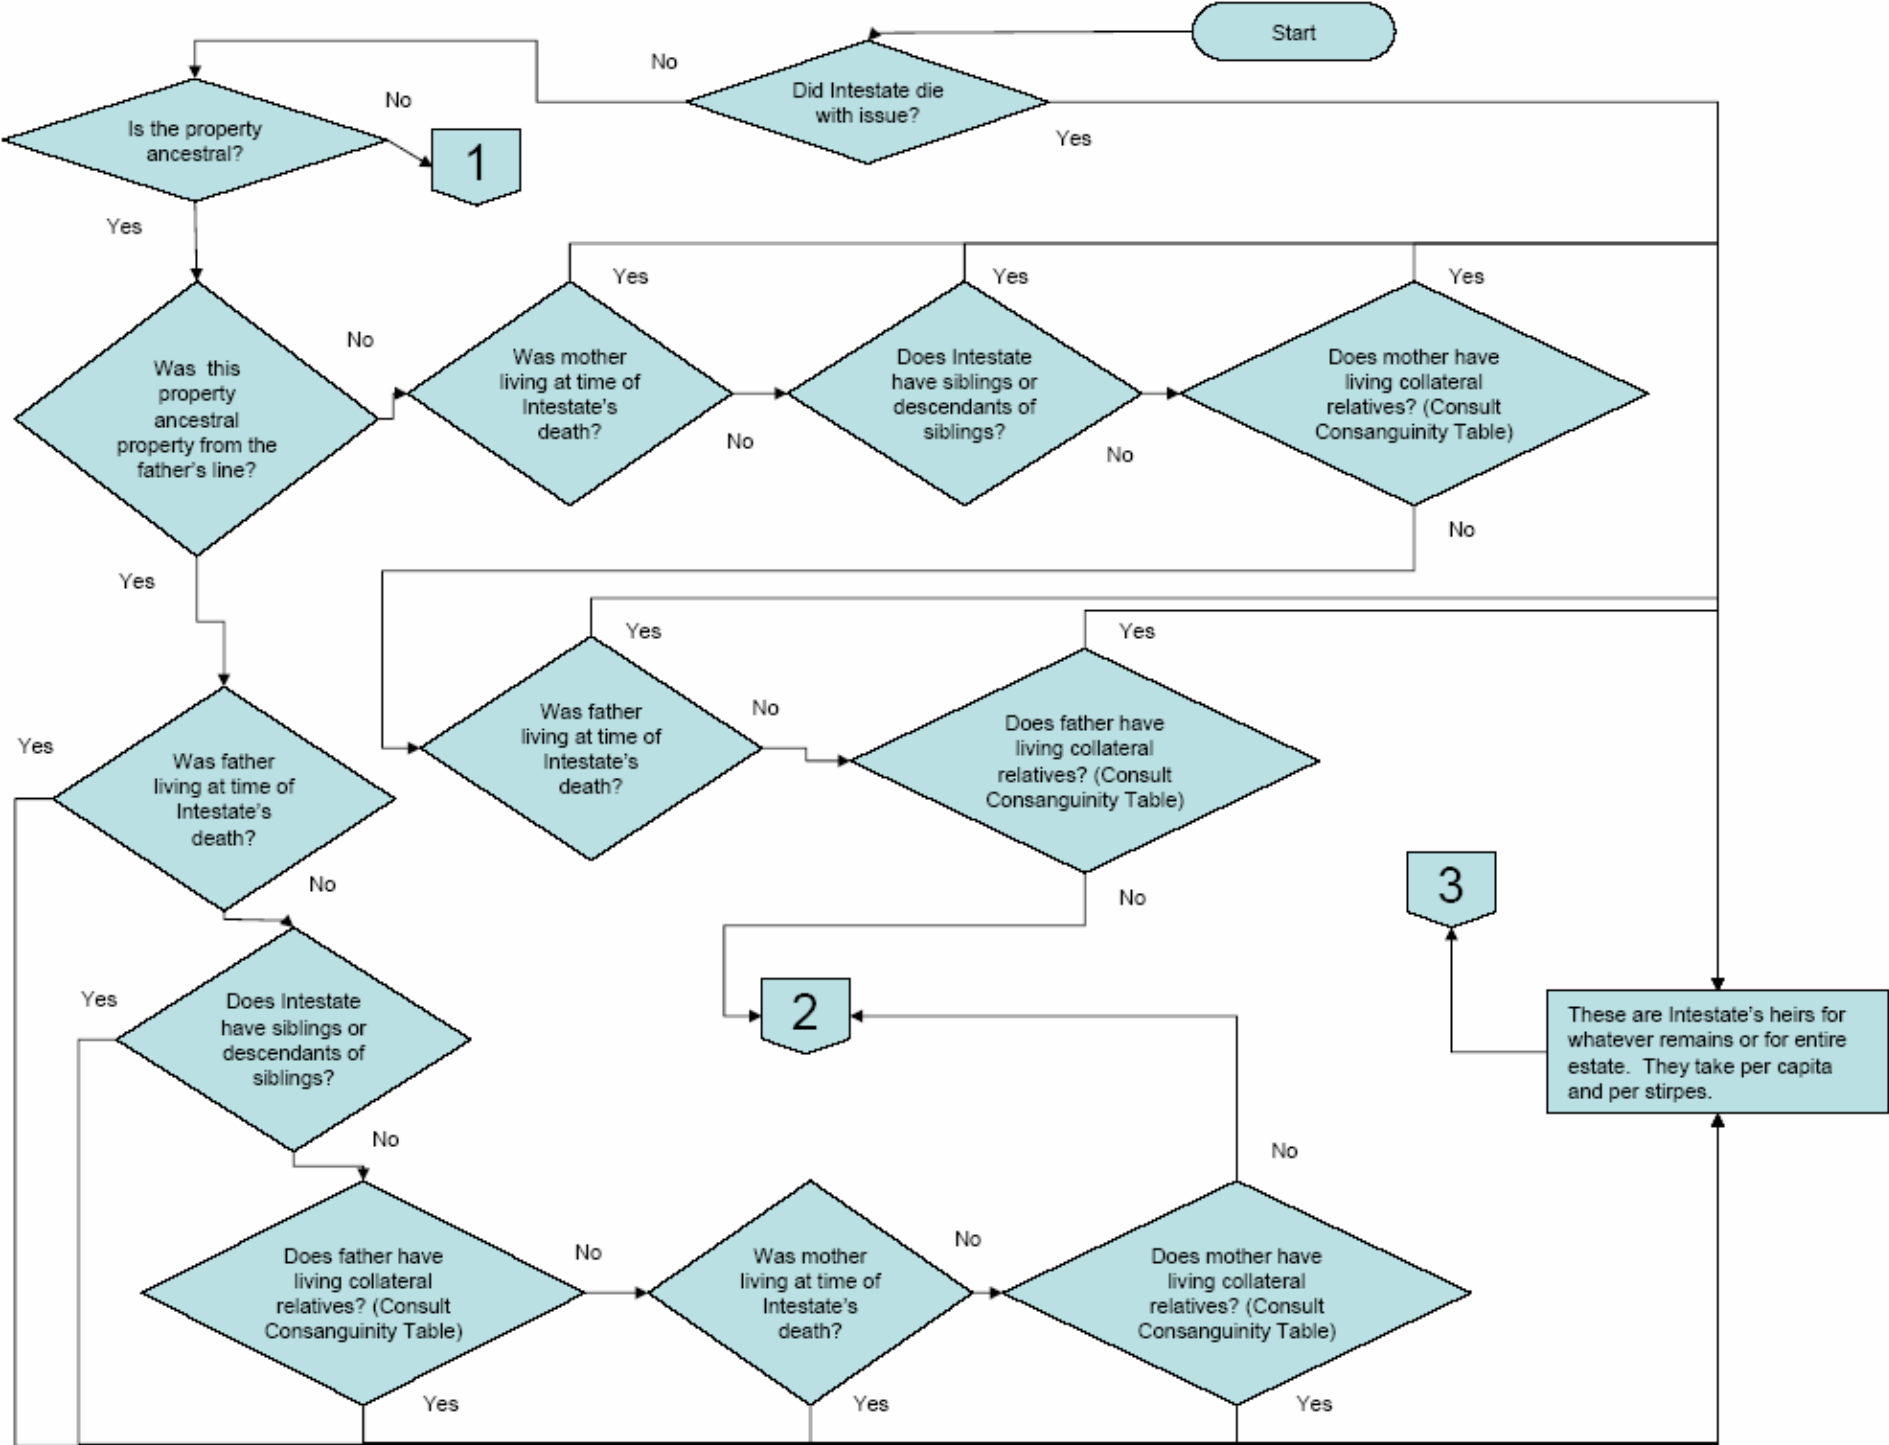 Start
No
Did Intestate die
with issue?
Yes
No
Is the property
ancestral?
1
Yes
Yes
Yes
Yes
No
Was this
property
ancestral
property from the
father's line?
Was mother
living at time of
Intestate's
death?
No
Does Intestate
have siblings or
descendants of
siblings?
No
Does mother have
living collateral
relatives? (Consult
Consanguinity Table)
No
Yes
Yes
Yes
Was father
living at time of
Intestate's
death?
No
Does father have
living collateral
relatives? (Consult
Consanguinity Table)
No
Yes
Was father
living at time of
Intestate's
death?
No
3
Yes
Does Intestate
have siblings or
descendants of
siblings?
2
These are Intestate's heirs for
whatever remains or for entire
estate. They take per capita
and per stirpes.
No
No
Does father have
living collateral
relatives? (Consult
Consanguinity Table)
No
Was mother
living at time of
Intestate's
death?
No
Does mother have
living collateral
relatives? (Consult
Consanguinity Table)
Yes
Yes
Yes